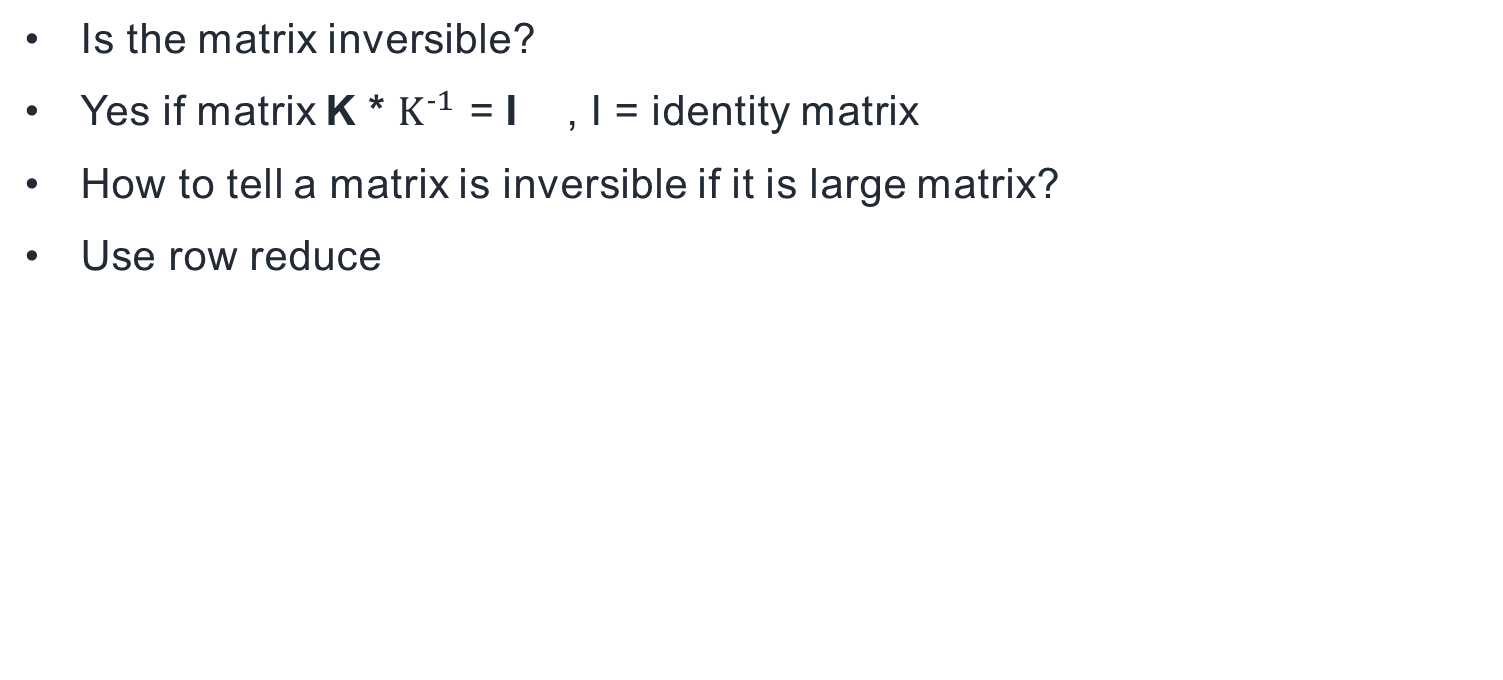 • Is the matrix inversible?
• Yes if matrix K * K⁻¹ = I , I = identity matrix
• How to tell a matrix is inversible if it is large matrix?
• Use row reduce